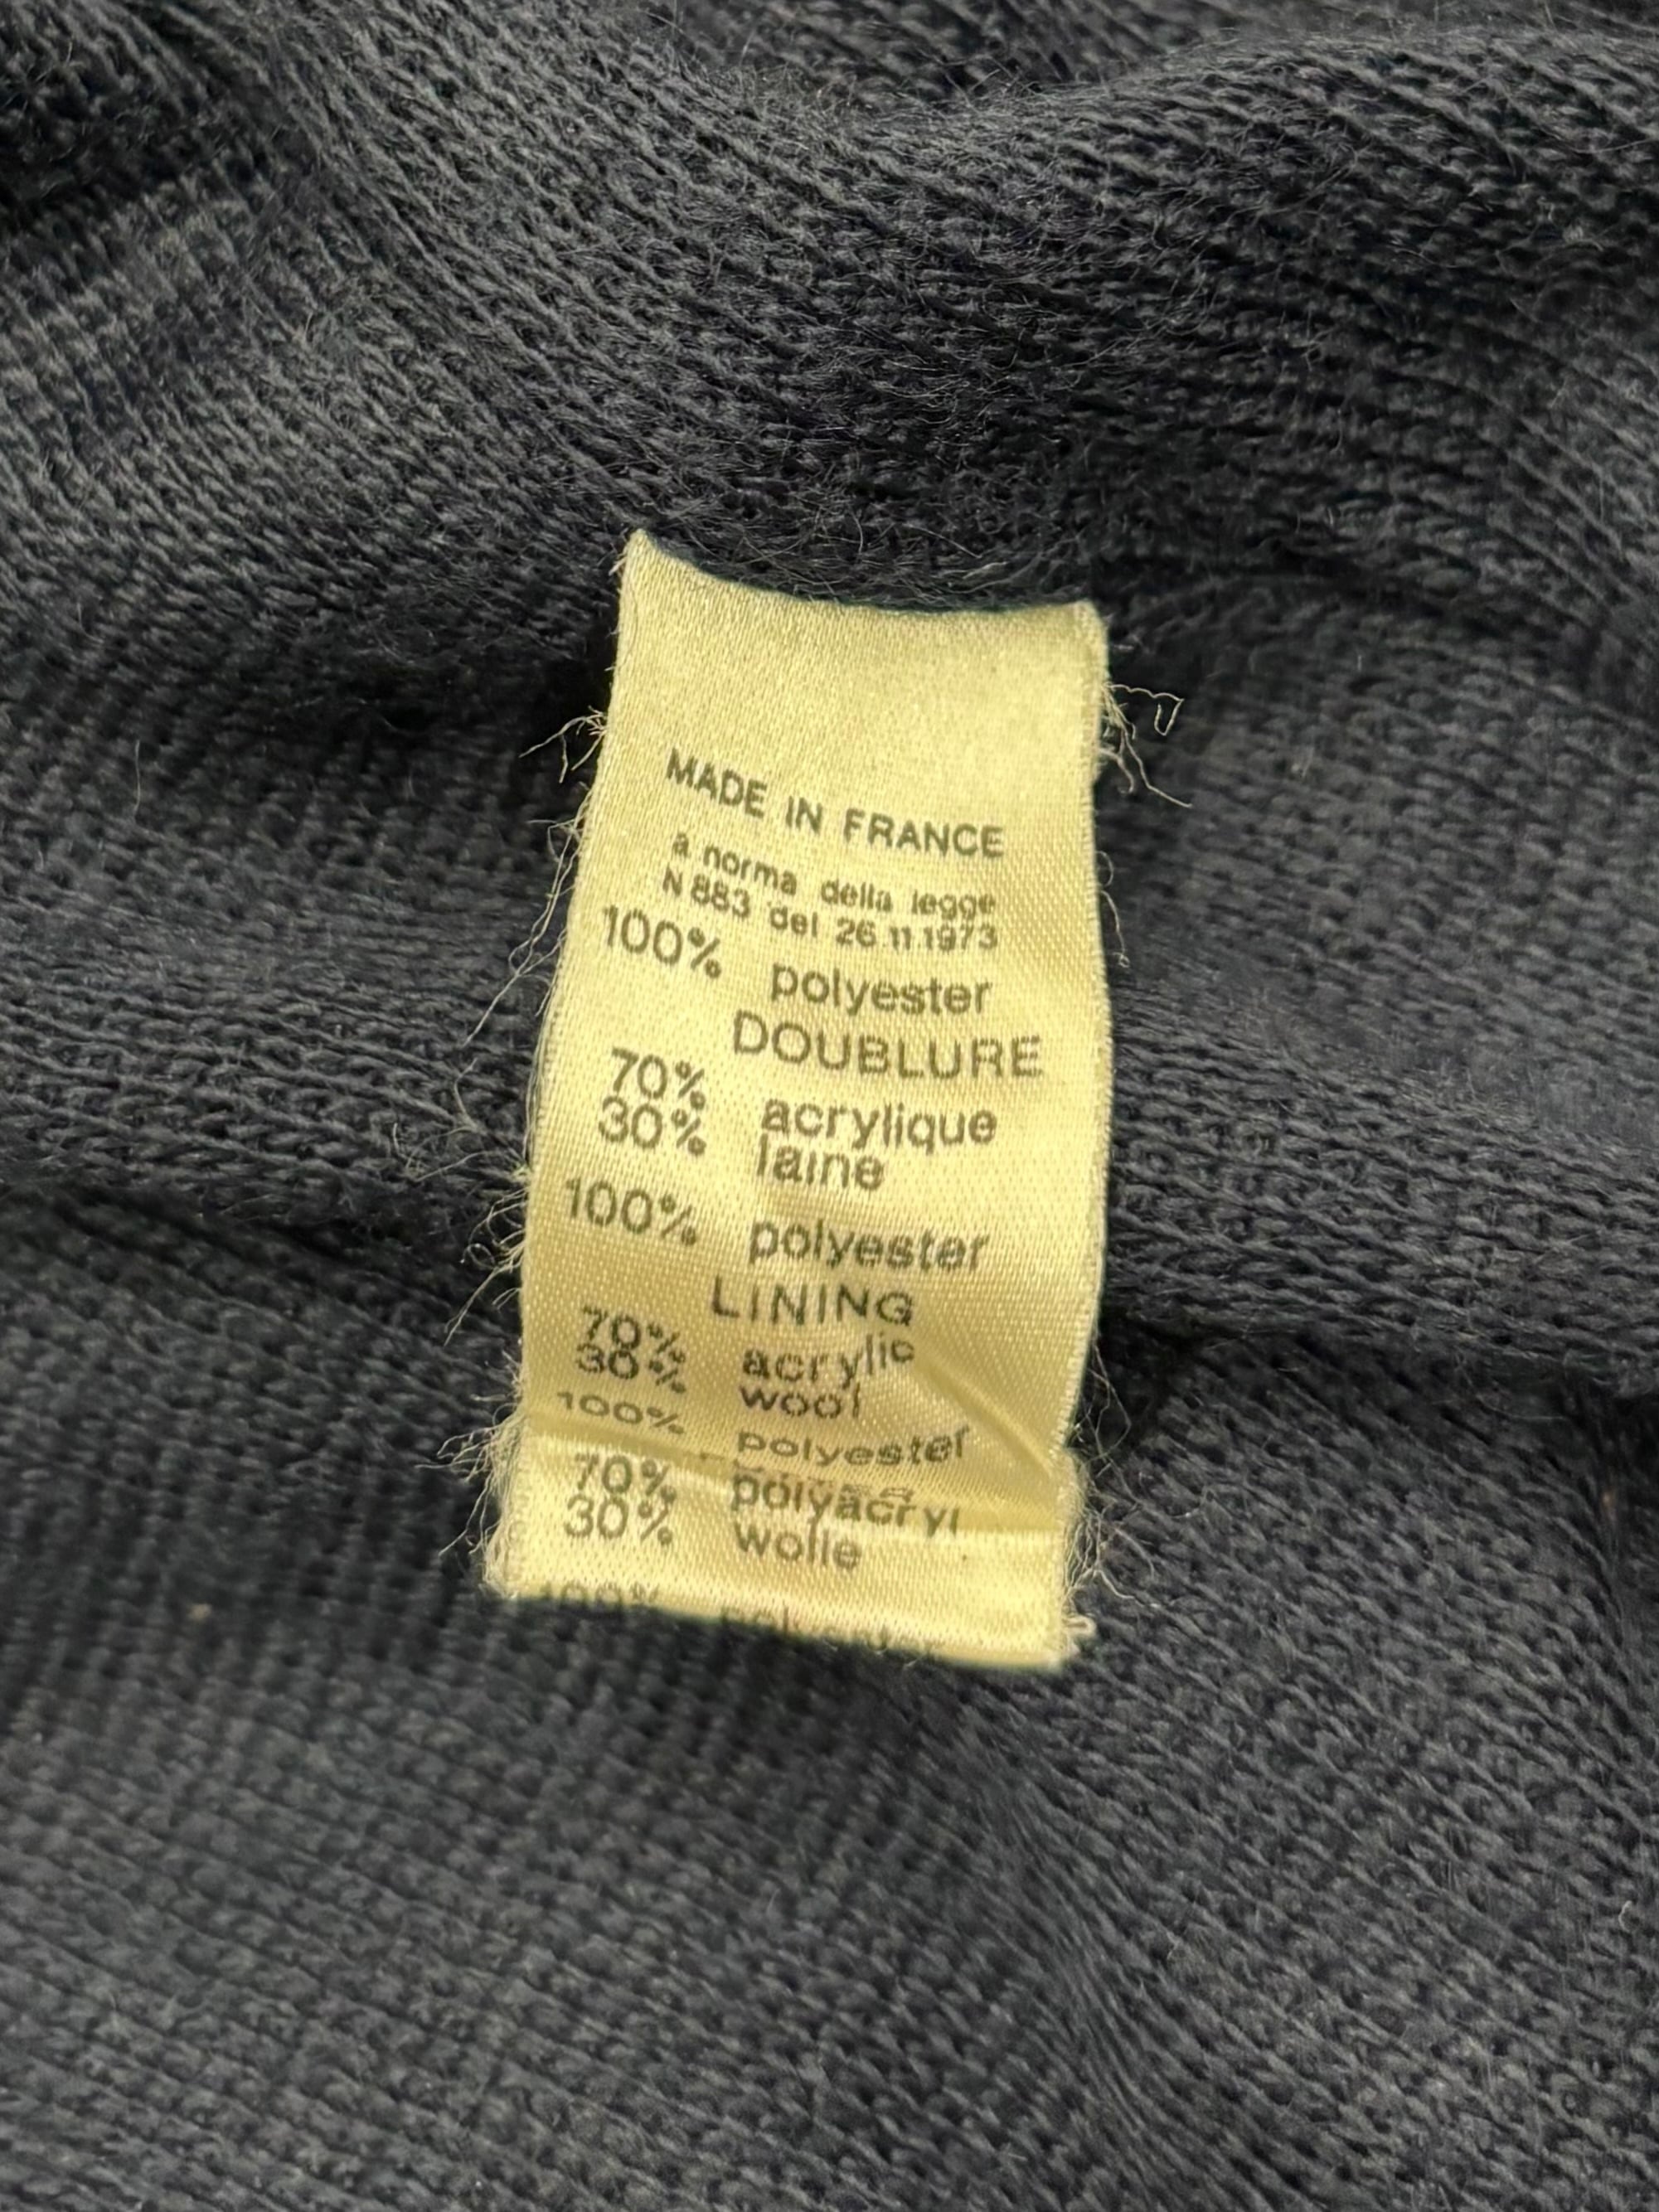 MADE IN FRANCE
a norma della legge
N 883 del 26.11.1973
100% polyester
DOUBLURE
70% acrylique
30% laine
100% polyester
LINING
70% acrylic
30% wool
100% polyester
70% polyacryl
30% wolle
100%